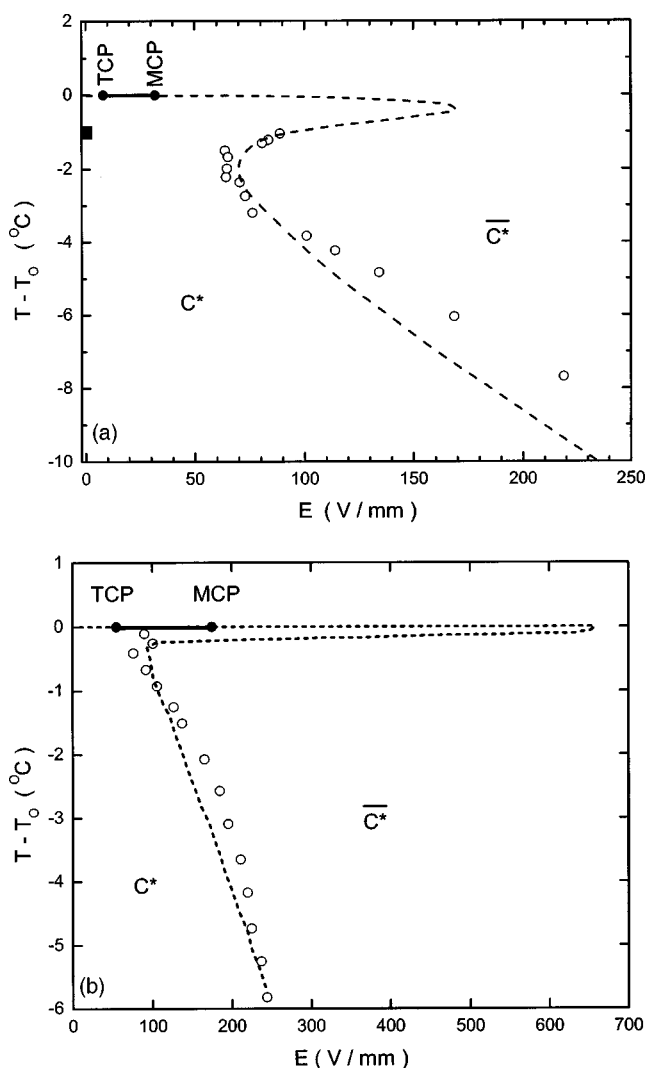 2
0
-2
-4
-6
-8
-10
T - T₀ ( °C )
TCP
MCP
C*
C̅*̅
(a)
0
50
100
150
200
250
E ( V / mm )
1
0
-1
-2
-3
-4
-5
-6
T - T₀ ( °C )
TCP
MCP
C*
C̅*̅
(b)
0
100
200
300
400
500
600
700
E ( V / mm )